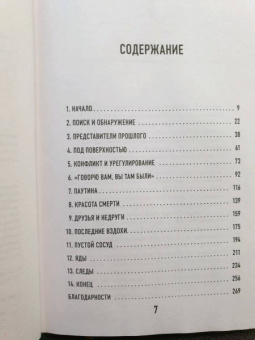 СОДЕРЖАНИЕ
1. НАЧАЛО 9
2. ПОИСК И ОБНАРУЖЕНИЕ 22
3. ПРЕДСТАВИТЕЛИ ПРОШЛОГО 38
4. ПОД ПОВЕРХНОСТЬЮ 61
5. КОНФЛИКТ И УРЕГУЛИРОВАНИЕ 73
6. «ГОВОРЮ ВАМ, ВЫ ТАМ БЫЛИ» 92
7. ПАУТИНА 116
8. КРАСОТА СМЕРТИ 139
9. ДРУЗЬЯ И НЕДРУГИ 159
10. ПОСЛЕДНИЕ ВЗДОХИ 175
11. ПУСТОЙ СОСУД 194
12. ЯДЫ 211
13. СЛЕДЫ 234
14. КОНЕЦ 256
БЛАГОДАРНОСТИ 269
7